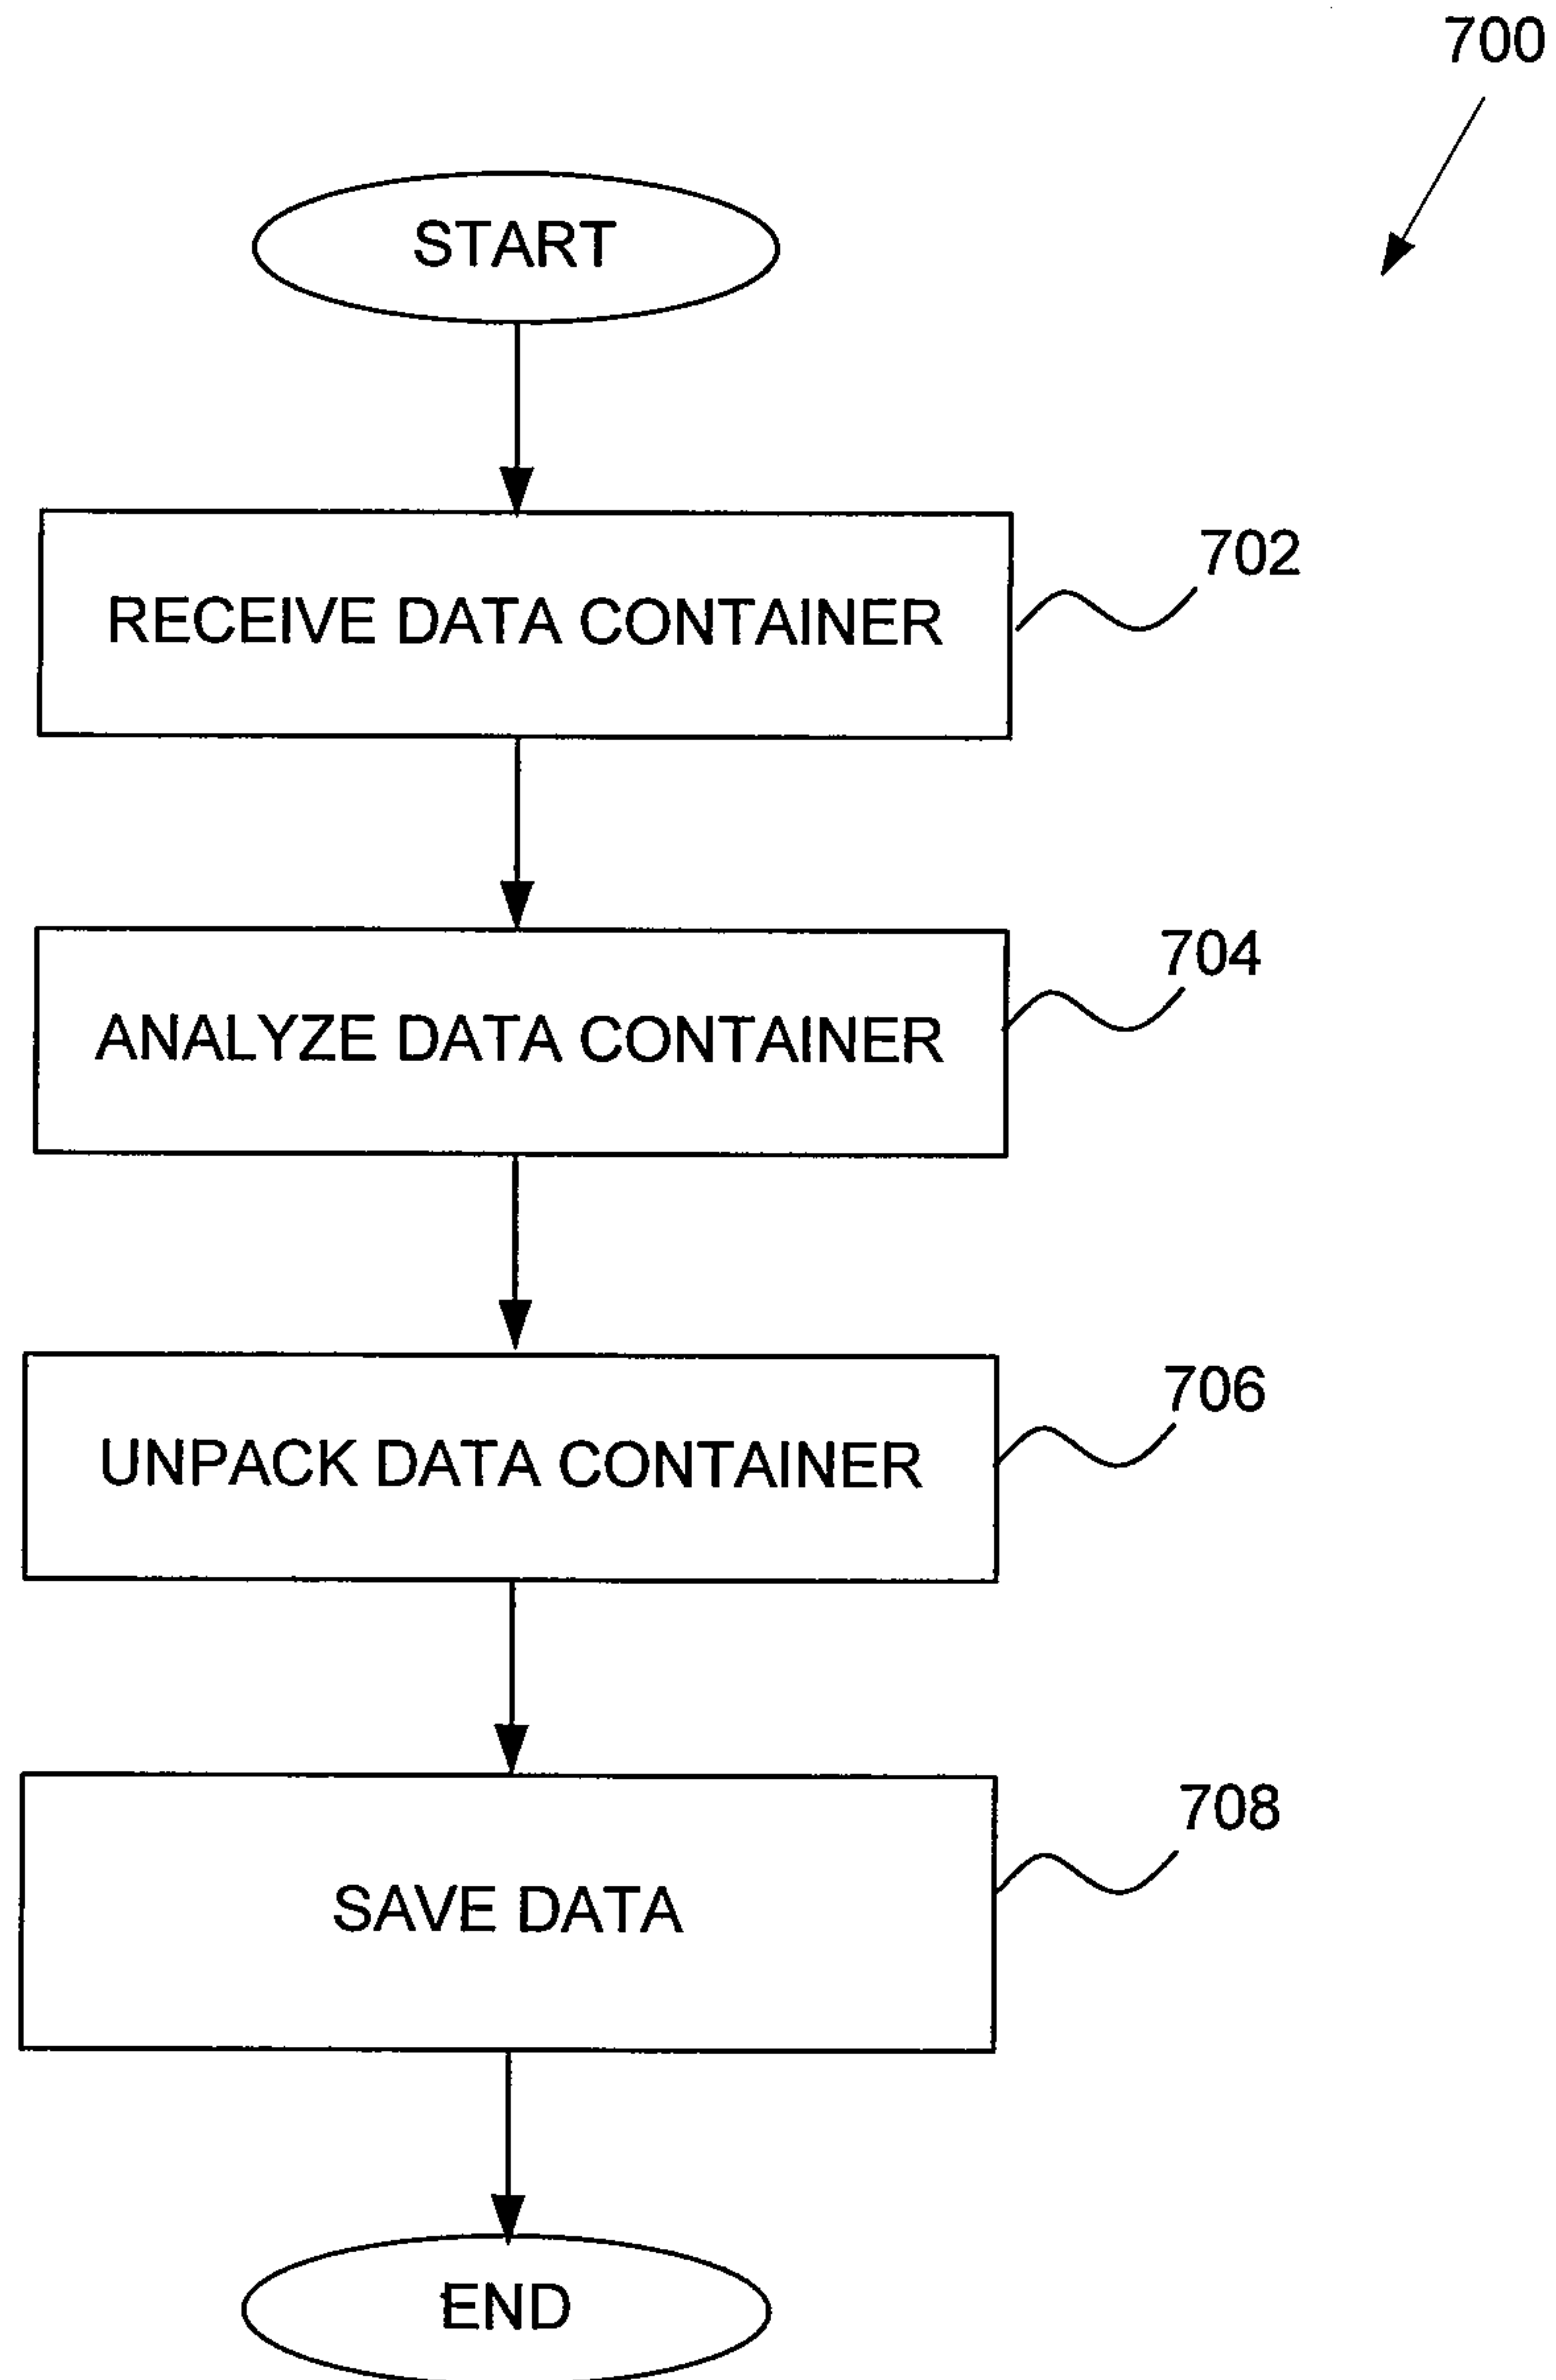 700
START
RECEIVE DATA CONTAINER
702
ANALYZE DATA CONTAINER
704
UNPACK DATA CONTAINER
706
SAVE DATA
708
END